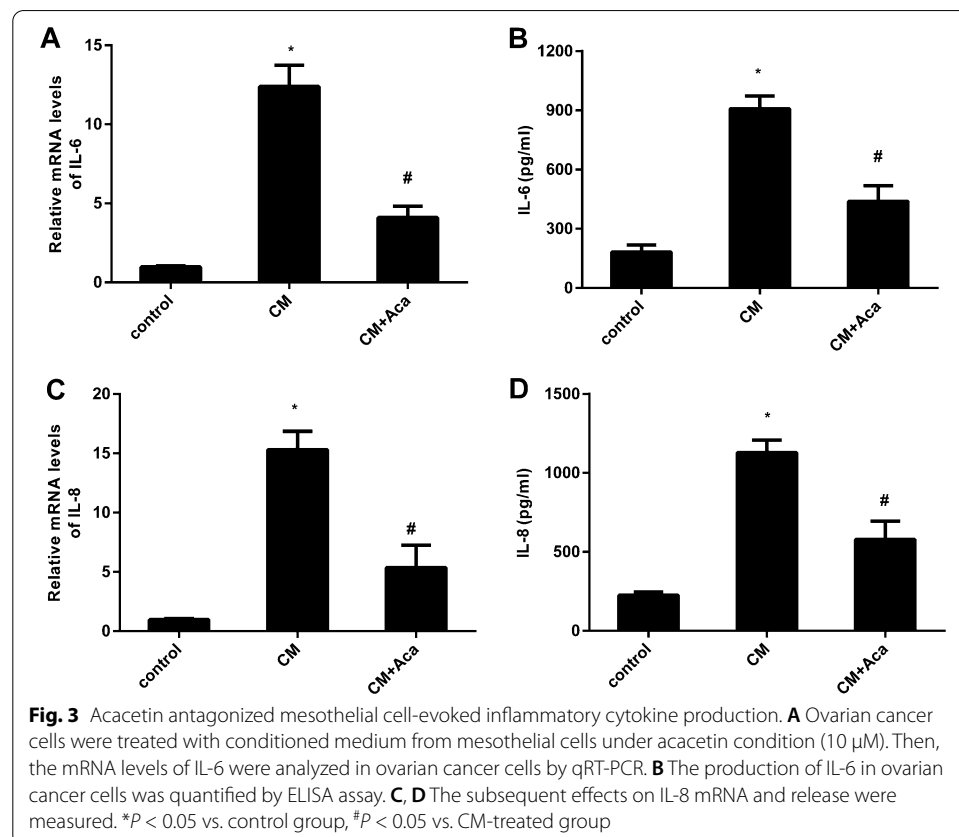 A
Relative mRNA levels
of IL-6
15
10
5
0
*
#
control
CM
CM+Aca
B
IL-6 (pg/ml)
1200
900
600
300
0
*
#
control
CM
CM+Aca
C
Relative mRNA levels
of IL-8
20
15
10
5
0
*
#
control
CM
CM+Aca
D
IL-8 (pg/ml)
1500
1000
500
0
*
#
control
CM
CM+Aca
Fig. 3 Acacetin antagonized mesothelial cell-evoked inflammatory cytokine production. A Ovarian cancer
cells were treated with conditioned medium from mesothelial cells under acacetin condition (10 μM). Then,
the mRNA levels of IL-6 were analyzed in ovarian cancer cells by qRT-PCR. B The production of IL-6 in ovarian
cancer cells was quantified by ELISA assay. C, D The subsequent effects on IL-8 mRNA and release were
measured. *P < 0.05 vs. control group, #P < 0.05 vs. CM-treated group